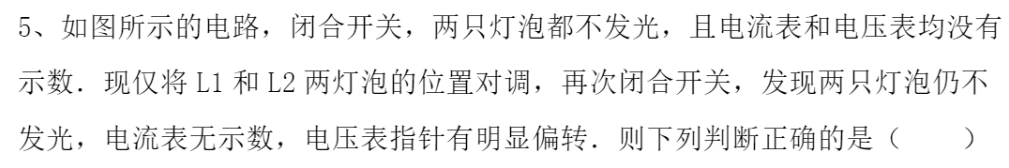 5、如图所示的电路，闭合开关，两只灯泡都不发光，且电流表和电压表均没有
示数．现仅将 L1 和 L2 两灯泡的位置对调，再次闭合开关，发现两只灯泡仍不
发光，电流表无示数，电压表指针有明显偏转．则下列判断正确的是（　　）